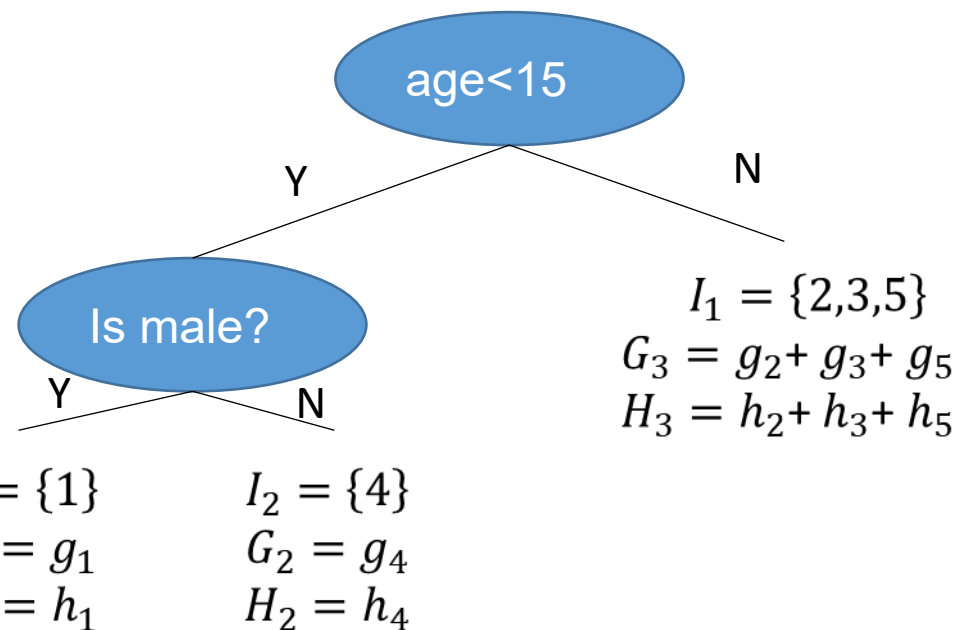 age<15
Y
N
Is male?
Y
N
I₁ = {2,3,5}
G₃ = g₂+ g₃+ g₅
H₃ = h₂+ h₃+ h₅
= {1}
= g₁
= h₁
I₂ = {4}
G₂ = g₄
H₂ = h₄